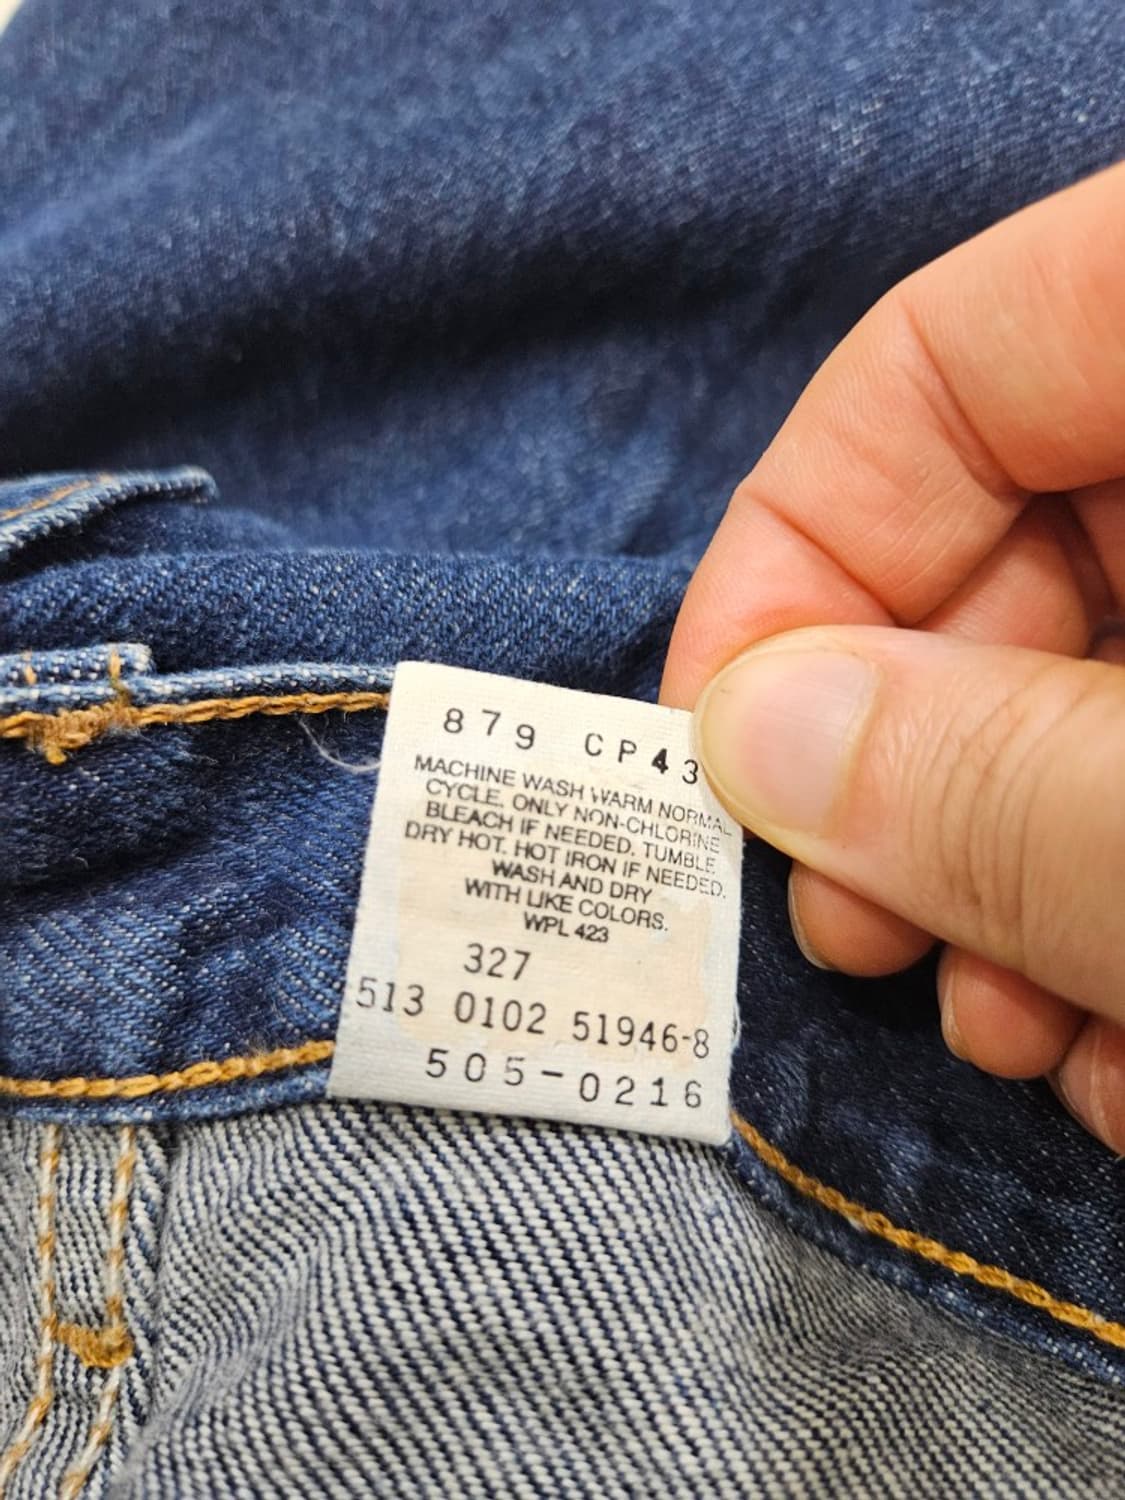 879 CP43
MACHINE WASH WARM NORMAL
CYCLE. ONLY NON-CHLORINE
BLEACH IF NEEDED. TUMBLE
DRY HOT. HOT IRON IF NEEDED.
WASH AND DRY
WITH LIKE COLORS.
WPL 423
327
513 0102 51946-8
505-0216